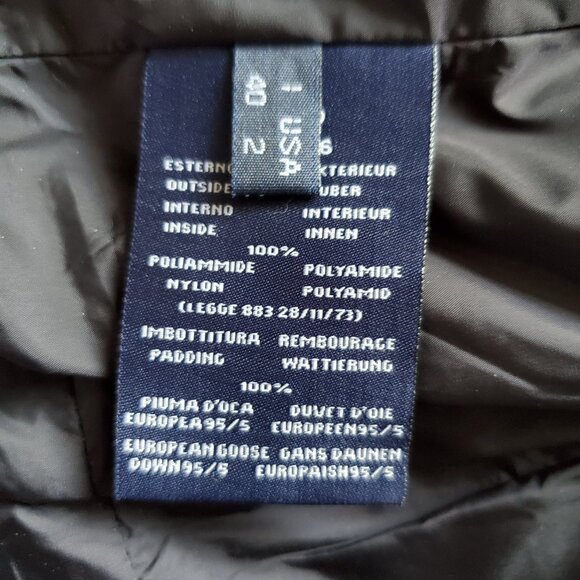 I USA
40 2
6
ESTERNO EXTERIEUR
OUTSIDE
INTERNO INTERIEUR
INSIDE INNEN
100%
POLIAMMIDE POLYAMIDE
NYLON POLYAMID
(LEGGE 883 28/11/73)
IMBOTTITURA REMBOURAGE
PADDING WATTIERUNG
100%
PIUMA D'OCA DUVET D'OIE
EUROPEA 95/5 EUROPEEN 95/5
EUROPEAN GOOSE GANS DAUNEN
DOWN 95/5 EUROPAISH 95/5